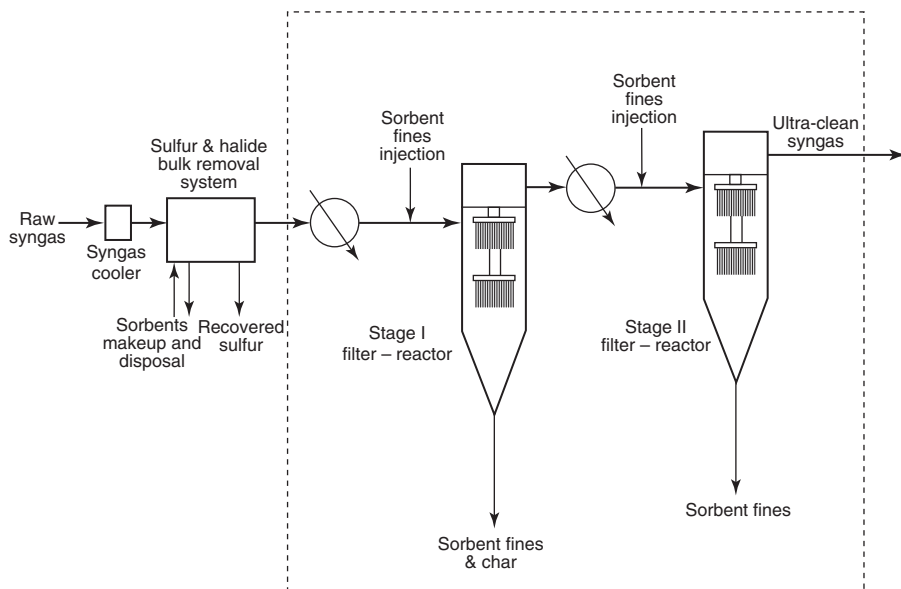 Raw
syngas
Syngas
cooler
Sulfur & halide
bulk removal
system
Sorbents
makeup and
disposal
Recovered
sulfur
Sorbent
fines
injection
Stage I
filter – reactor
Sorbent fines
& char
Sorbent
fines
injection
Stage II
filter – reactor
Sorbent fines
Ultra-clean
syngas